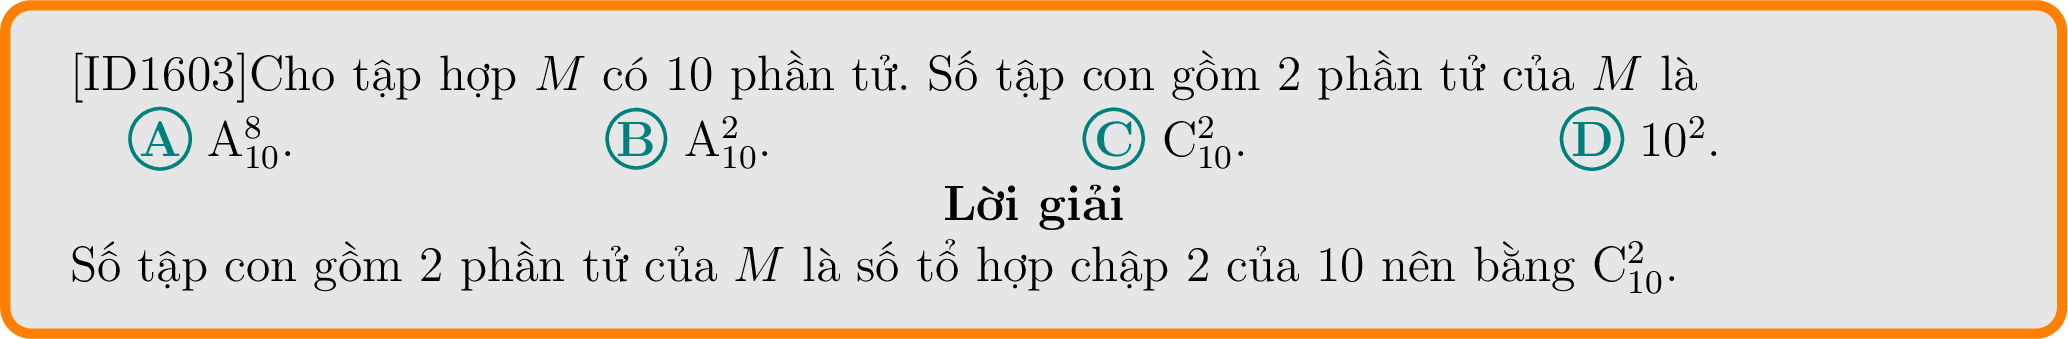 [ID1603]Cho tập hợp M có 10 phần tử. Số tập con gồm 2 phần tử của M là
A A_{10}^{8}. B A_{10}^{2}. C C_{10}^{2}. D 10^{2}.
Lời giải
Số tập con gồm 2 phần tử của M là số tổ hợp chập 2 của 10 nên bằng C_{10}^{2}.